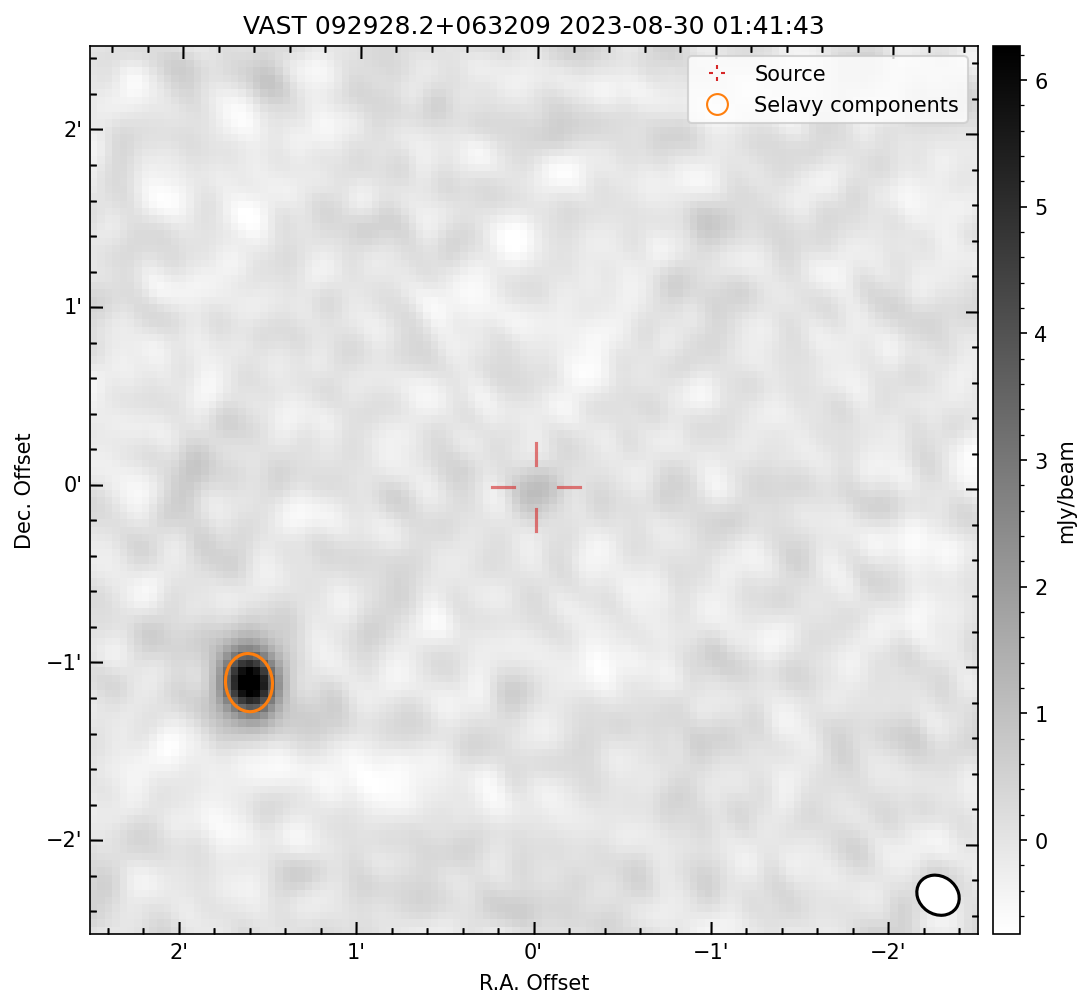 VAST 092928.2+063209 2023-08-30 01:41:43
Source
Selavy components
2'
1'
0'
−1'
−2'
Dec. Offset
2'
1'
0'
−1'
−2'
R.A. Offset
6
5
4
3
2
1
0
mJy/beam